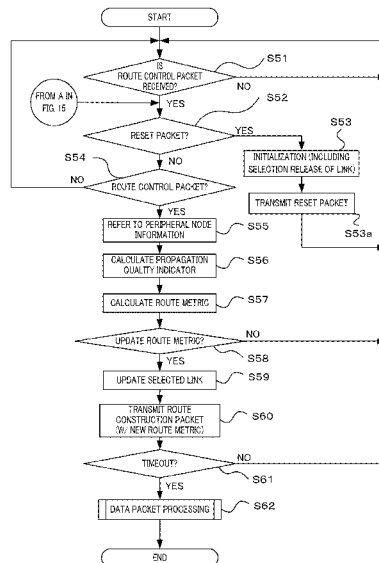 START
IS
ROUTE CONTROL PACKET
RECEIVED?
S51
NO
FROM A IN
FIG. 15
YES
S52
RESET PACKET?
YES
S53
NO
S54
INITIALIZATION (INCLUDING
SELECTION RELEASE OF LINK)
NO
ROUTE CONTROL PACKET?
TRANSMIT RESET PACKET
YES
S53a
REFER TO PERIPHERAL NODE
INFORMATION
S55
CALCULATE PROPAGATION
QUALITY INDICATOR
S56
CALCULATE ROUTE METRIC
S57
UPDATE ROUTE METRIC?
NO
S58
YES
UPDATE SELECTED LINK
S59
TRANSMIT ROUTE
CONSTRUCTION PACKET
(W/ NEW ROUTE METRIC)
S60
TIMEOUT?
NO
S61
YES
DATA PACKET PROCESSING
S62
END